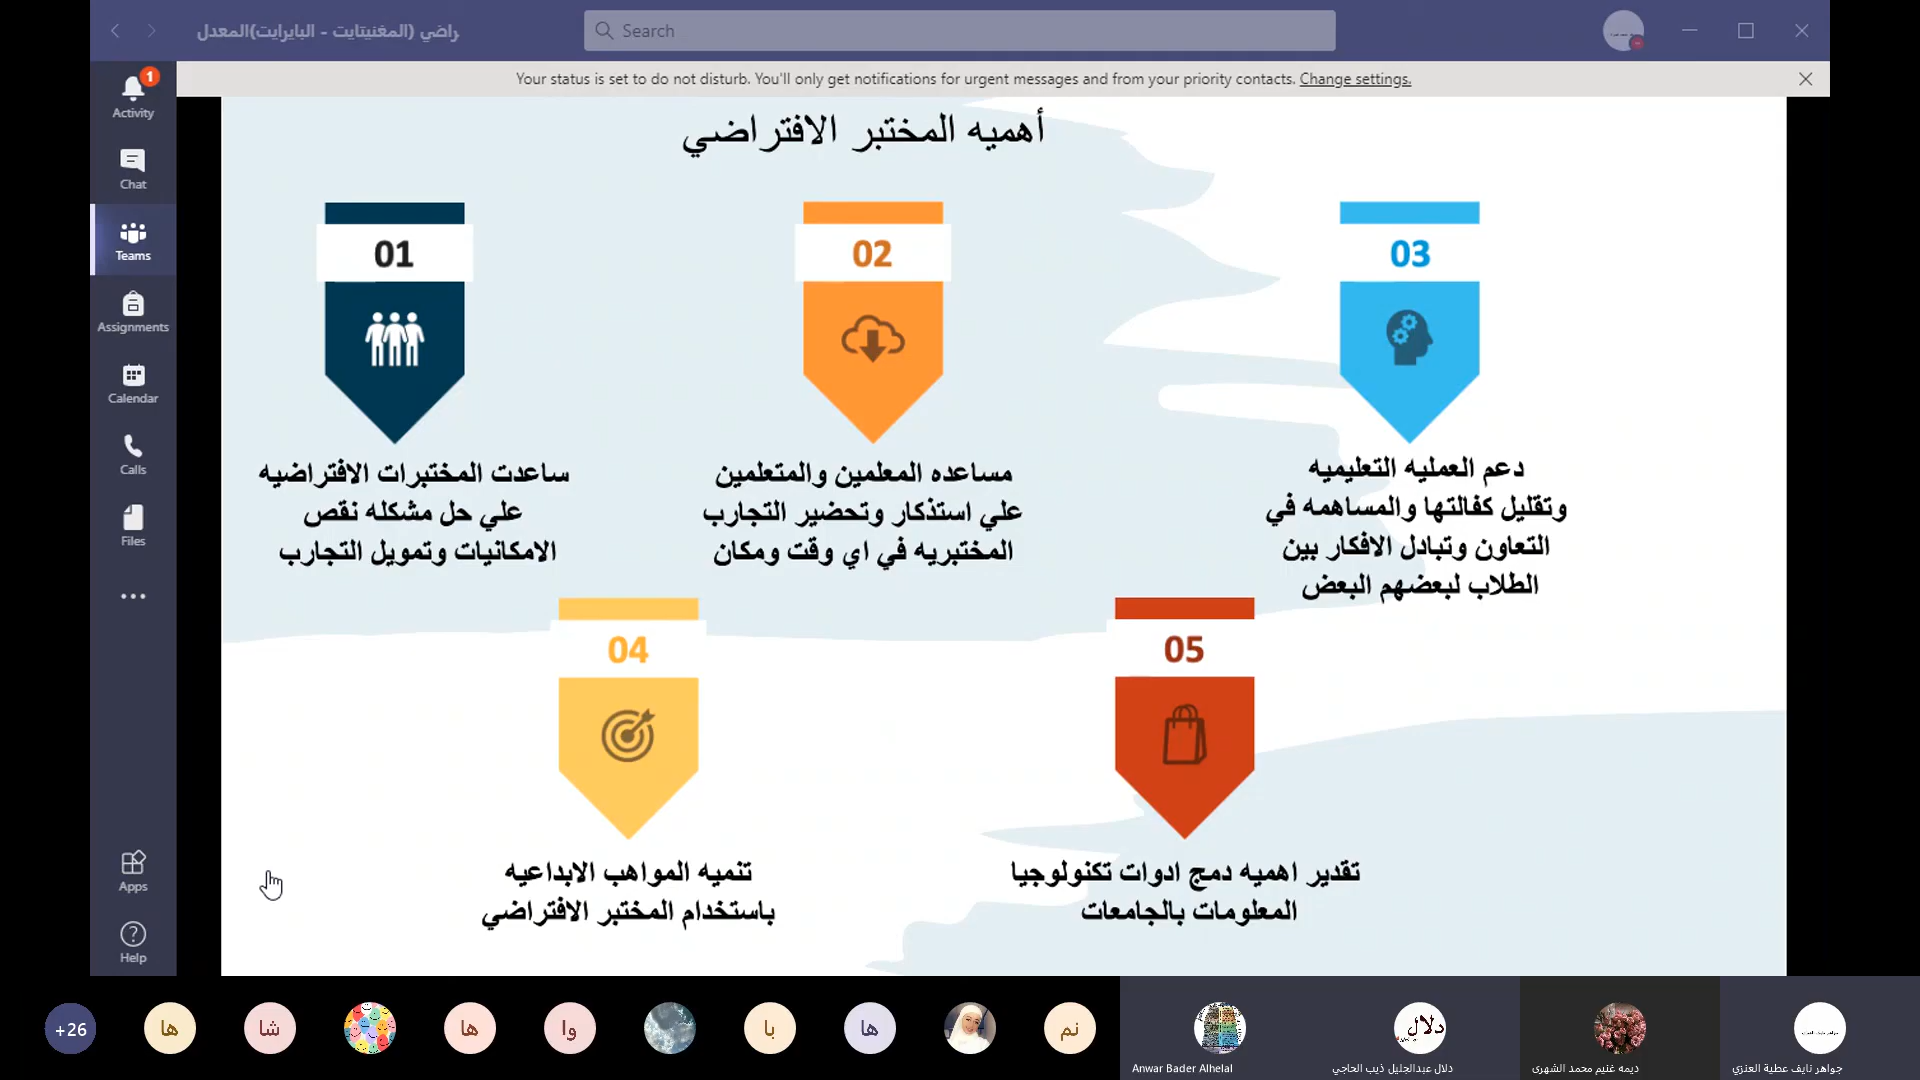 راضي (المغنيتايت - البايرايت)المعدل
Search
Your status is set to do not disturb. You'll only get notifications for urgent messages and from your priority contacts. Change settings.
1
Activity
Chat
Teams
Assignments
Calendar
Calls
Files
Apps
Help
أهميه المختبر الافتراضي
01
ساعدت المختبرات الافتراضيه
علي حل مشكله نقص
الامكانيات وتمويل التجارب
02
مساعده المعلمين والمتعلمين
علي استذكار وتحضير التجارب
المختبريه في اي وقت ومكان
03
دعم العمليه التعليميه
وتقليل كفالتها والمساهمه في
التعاون وتبادل الافكار بين
الطلاب لبعضهم البعض
04
تنميه المواهب الابداعيه
باستخدام المختبر الافتراضي
05
تقدير اهميه دمج ادوات تكنولوجيا
المعلومات بالجامعات
+26
ها
شا
ها
وا
با
ها
نم
Anwar Bader Alhelal
دلال
دلال عبدالجليل ذيب الحاجي
ديمه غنيم محمد الشهرى
جواهر نايف عطية العنزي